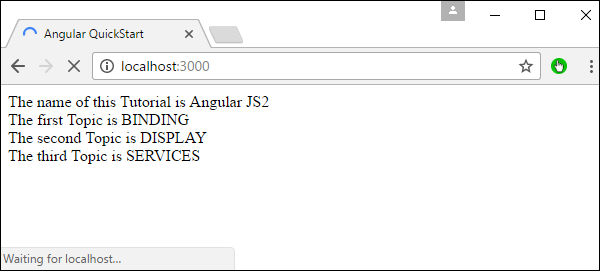 Angular QuickStart
localhost:3000
The name of this Tutorial is Angular JS2
The first Topic is BINDING
The second Topic is DISPLAY
The third Topic is SERVICES
Waiting for localhost...